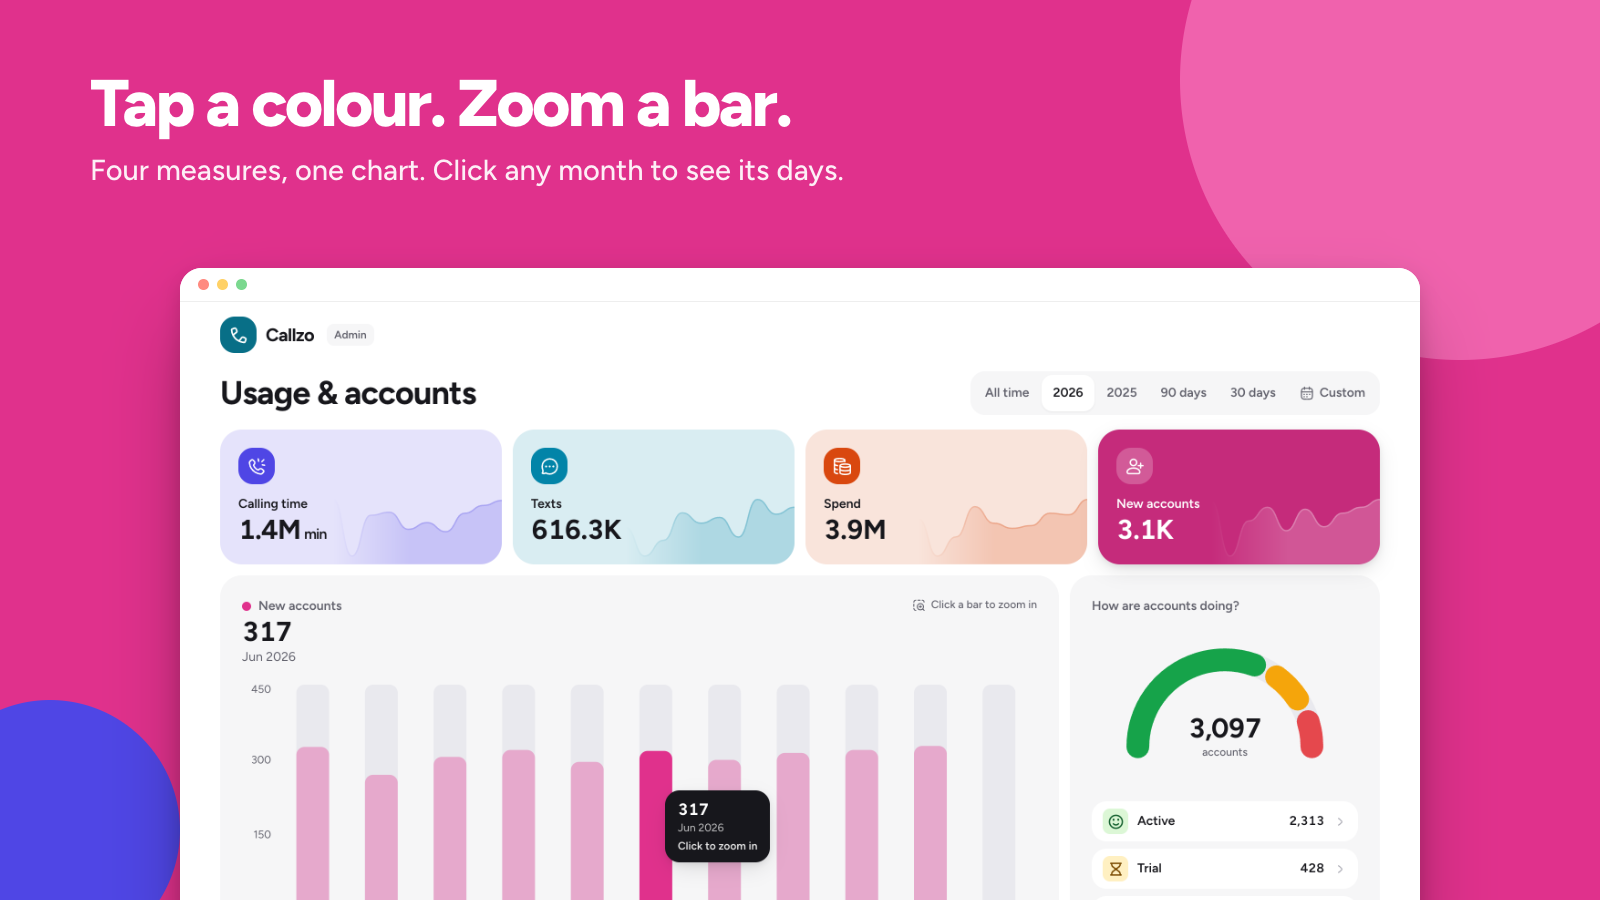 Tap a colour. Zoom a bar.
Four measures, one chart. Click any month to see its days.
Callzo
Admin
Usage & accounts
All time
2026
2025
90 days
30 days
Custom
Calling time
1.4M min
Texts
616.3K
Spend
3.9M
New accounts
3.1K
New accounts
Click a bar to zoom in
317
Jun 2026
450
300
150
317
Jun 2026
Click to zoom in
How are accounts doing?
3,097
accounts
Active
2,313
Trial
428